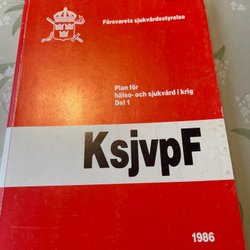 Försvarets sjukvårdsstyrelse
Plan för
hälso- och sjukvård i krig
Del 1
KsjvpF
1986